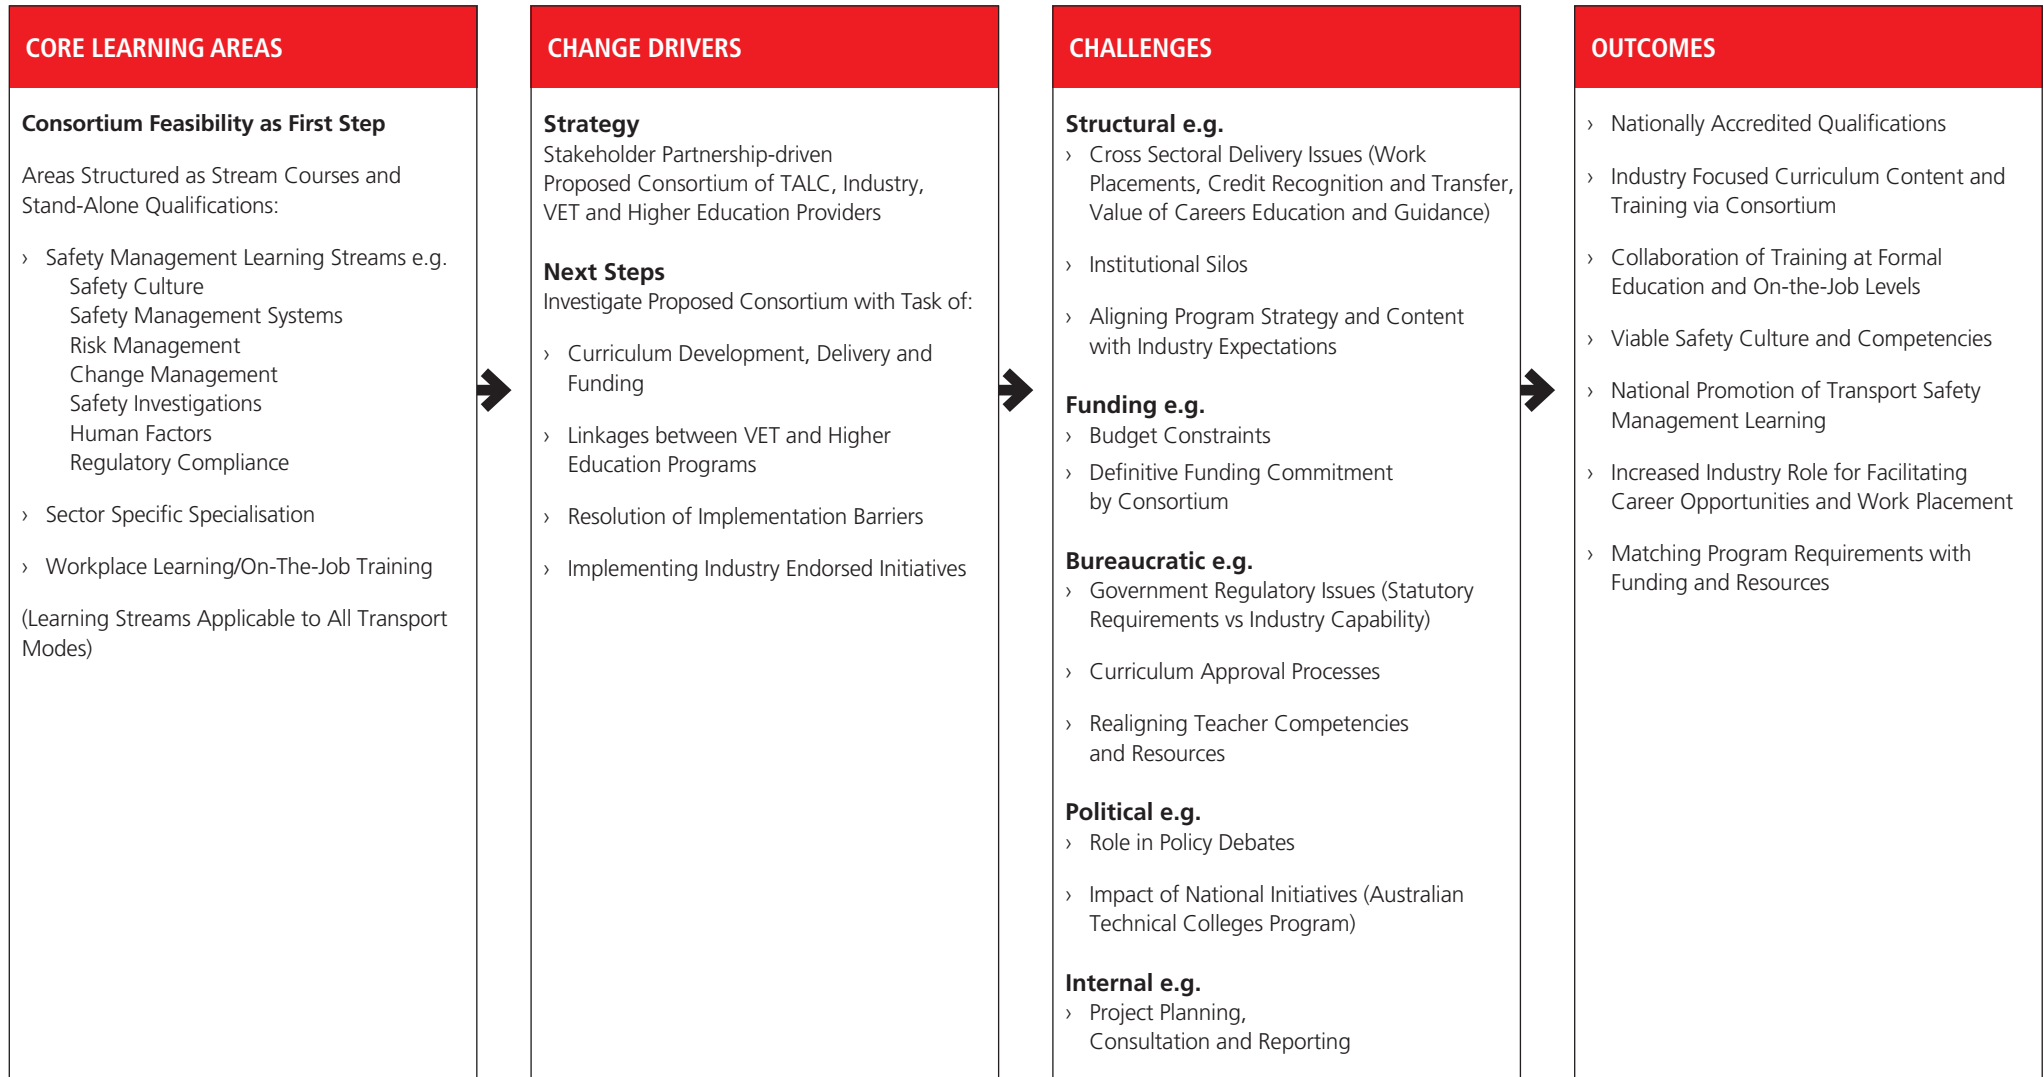 CORE LEARNING AREAS
Consortium Feasibility as First Step
Areas Structured as Stream Courses and
Stand-Alone Qualifications:
› Safety Management Learning Streams e.g.
Safety Culture
Safety Management Systems
Risk Management
Change Management
Safety Investigations
Human Factors
Regulatory Compliance
› Sector Specific Specialisation
› Workplace Learning/On-The-Job Training
(Learning Streams Applicable to All Transport
Modes)
CHANGE DRIVERS
Strategy
Stakeholder Partnership-driven
Proposed Consortium of TALC, Industry,
VET and Higher Education Providers
Next Steps
Investigate Proposed Consortium with Task of:
› Curriculum Development, Delivery and
Funding
› Linkages between VET and Higher
Education Programs
› Resolution of Implementation Barriers
› Implementing Industry Endorsed Initiatives
CHALLENGES
Structural e.g.
› Cross Sectoral Delivery Issues (Work
Placements, Credit Recognition and Transfer,
Value of Careers Education and Guidance)
› Institutional Silos
› Aligning Program Strategy and Content
with Industry Expectations
Funding e.g.
› Budget Constraints
› Definitive Funding Commitment
by Consortium
Bureaucratic e.g.
› Government Regulatory Issues (Statutory
Requirements vs Industry Capability)
› Curriculum Approval Processes
› Realigning Teacher Competencies
and Resources
Political e.g.
› Role in Policy Debates
› Impact of National Initiatives (Australian
Technical Colleges Program)
Internal e.g.
› Project Planning,
Consultation and Reporting
OUTCOMES
› Nationally Accredited Qualifications
› Industry Focused Curriculum Content and
Training via Consortium
› Collaboration of Training at Formal
Education and On-the-Job Levels
› Viable Safety Culture and Competencies
› National Promotion of Transport Safety
Management Learning
› Increased Industry Role for Facilitating
Career Opportunities and Work Placement
› Matching Program Requirements with
Funding and Resources